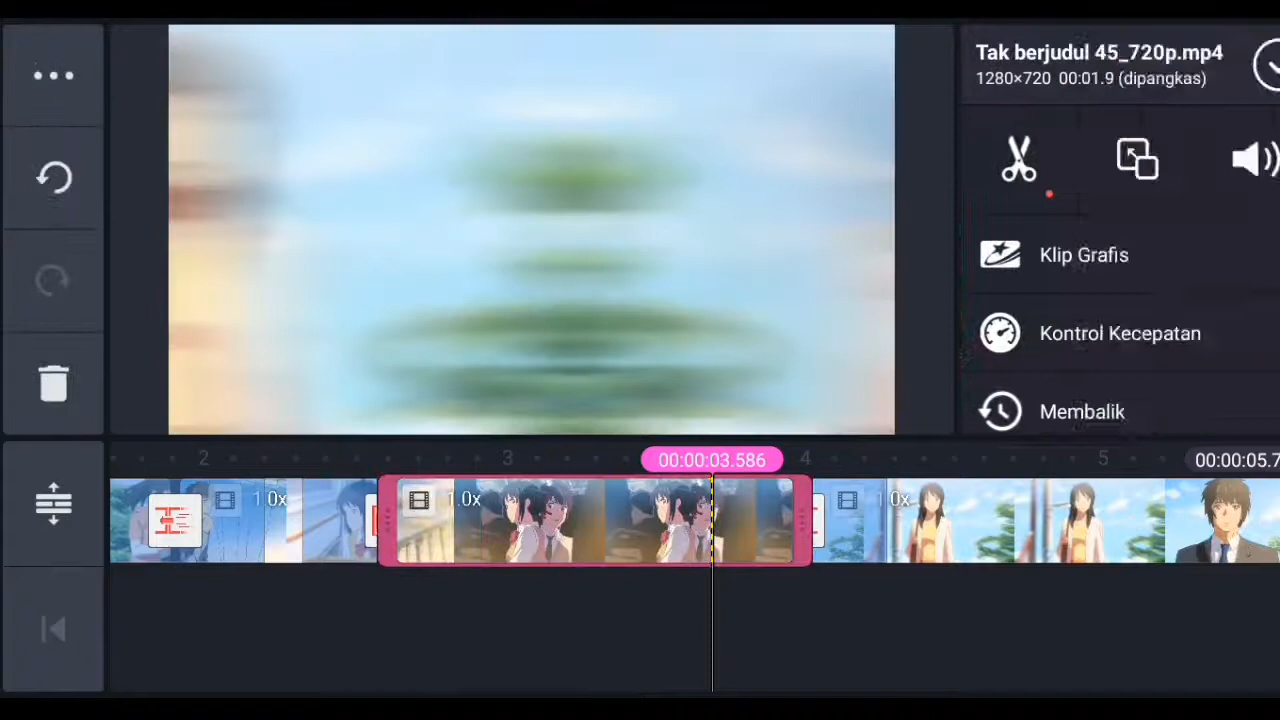 Tak berjudul 45_720p.mp4
1280×720 00:01.9 (dipangkas)
Klip Grafis
Kontrol Kecepatan
Membalik
2
3
00:00:03.586
4
5
00:00:05.7
1.0x
1.0x
1.0x